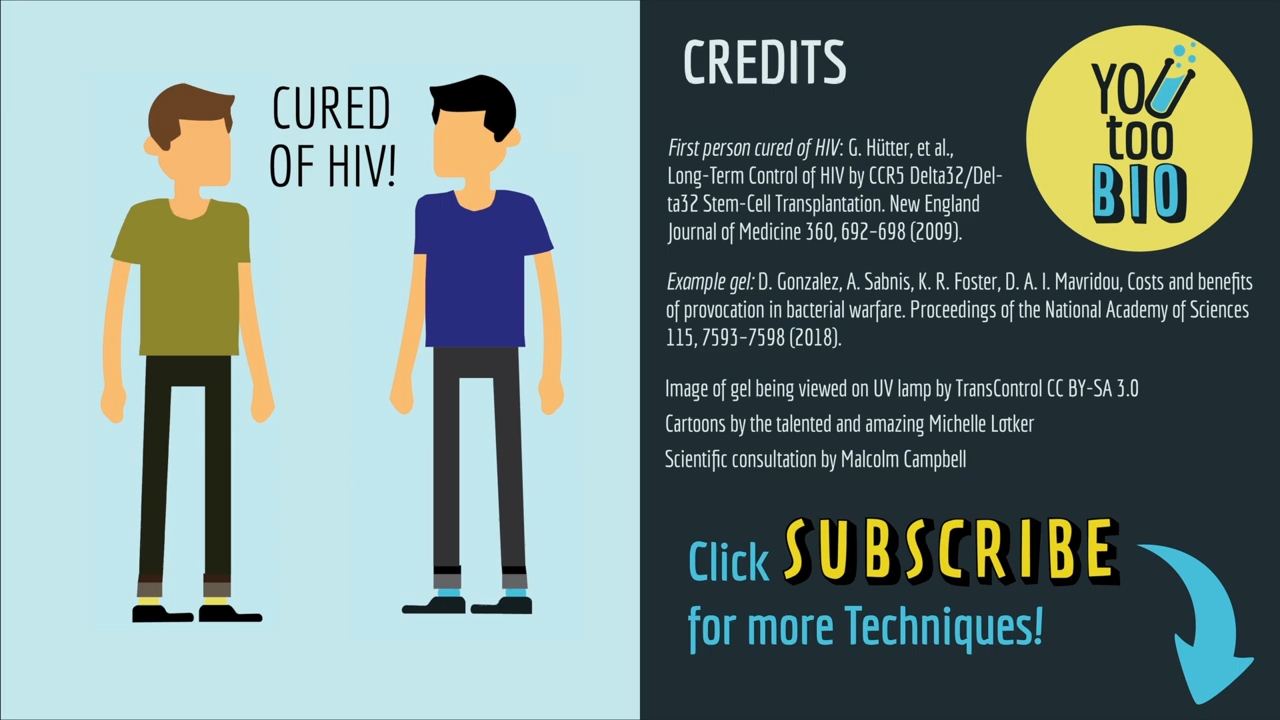 CURED
OF HIV!
CREDITS
YOU
too
BIO
First person cured of HIV: G. Hütter, et al.,
Long-Term Control of HIV by CCR5 Delta32/Del-
ta32 Stem-Cell Transplantation. New England
Journal of Medicine 360, 692–698 (2009).
Example gel: D. Gonzalez, A. Sabnis, K. R. Foster, D. A. I. Mavridou, Costs and benefits
of provocation in bacterial warfare. Proceedings of the National Academy of Sciences
115, 7593–7598 (2018).
Image of gel being viewed on UV lamp by TransControl CC BY-SA 3.0
Cartoons by the talented and amazing Michelle Lotker
Scientific consultation by Malcolm Campbell
Click SUBSCRIBE
for more Techniques!